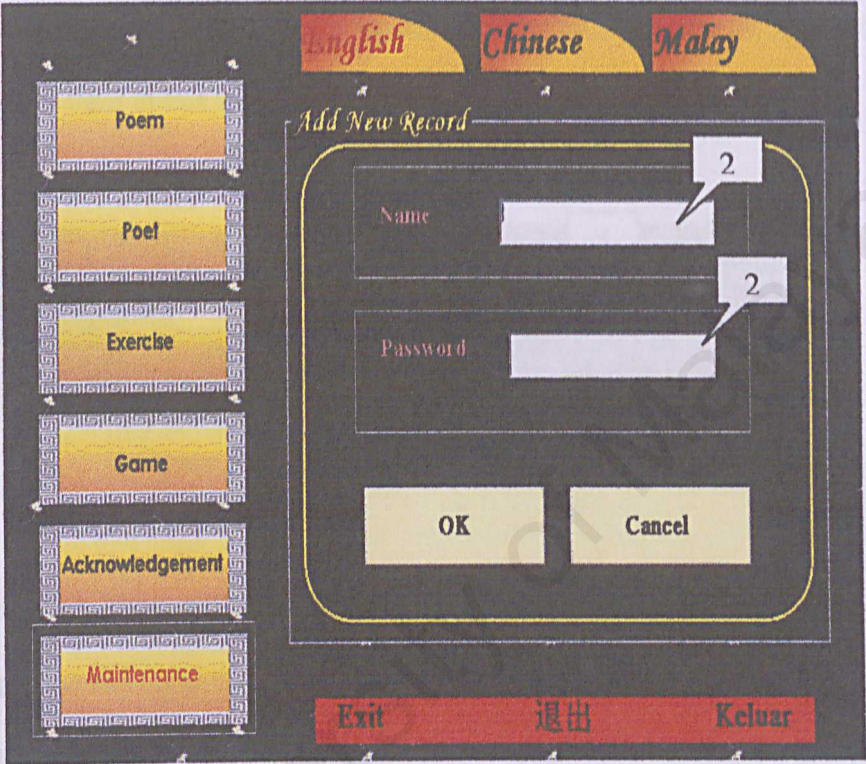 English Chinese Malay
Poem
Poet
Exercise
Game
Acknowledgement
Maintenance
Add New Record
Name
2
Password
2
OK Cancel
Exit 退出 Keluar